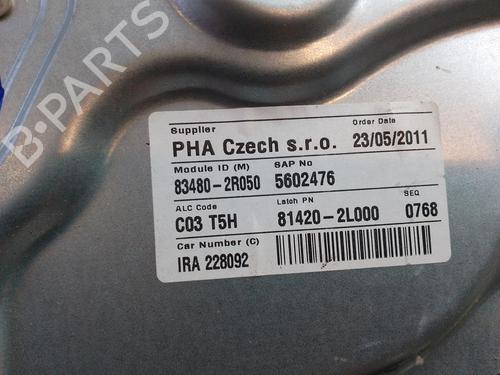 B-PARTS
Supplier
Order Date
PHA Czech s.r.o. 23/05/2011
Module ID (M) SAP No
83480-2R050 5602476
ALC Code Latch PN SEQ
C03 T5H 81420-2L000 0768
Car Number (C)
IRA 228092